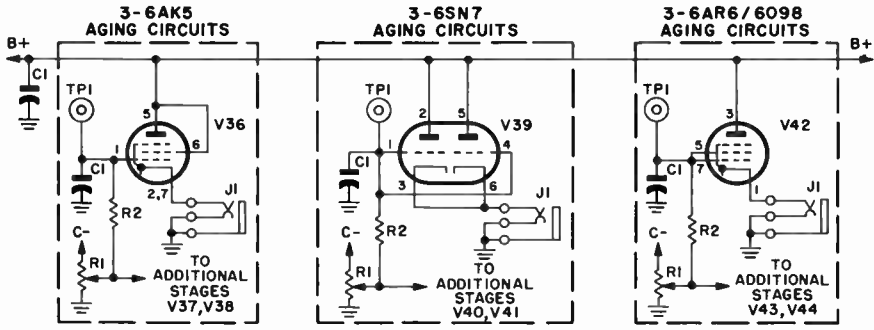 3-6AK5
AGING CIRCUITS
3-6SN7
AGING CIRCUITS
3-6AR6/6098
AGING CIRCUITS
B+
B+
C1
TP1
5
V36
1
6
C1
2,7
J1
R2
C-
R1
TO
ADDITIONAL
STAGES
V37,V38
TP1
2
5
V39
1
4
C1
3
6
J1
R2
C-
R1
TO
ADDITIONAL
STAGES
V40,V41
TP1
3
V42
5
7
C1
1
J1
R2
C-
R1
TO
ADDITIONAL
STAGES
V43,V44